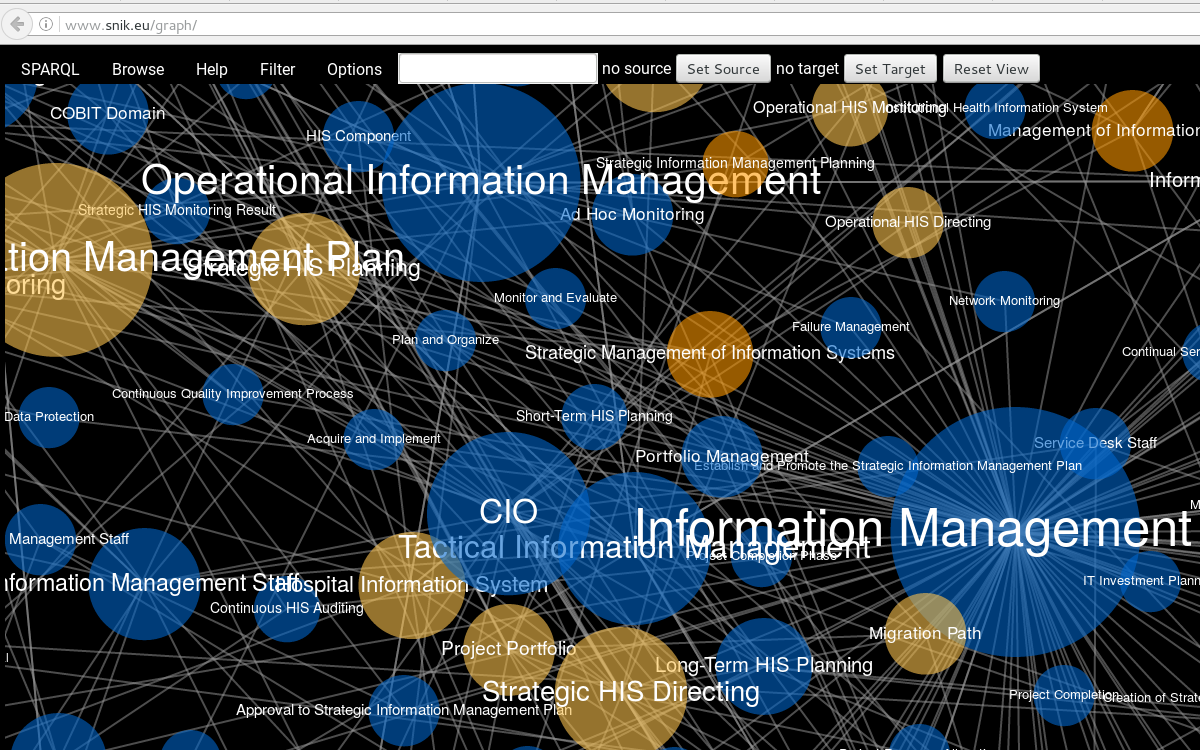 www.snik.eu/graph/
SPARQL Browse Help Filter Options no source Set Source no target Set Target Reset View
COBIT Domain
Operational HIS Monitoring
Institutional Health Information System
HIS Component
Management of Information
Strategic Information Management Planning
Operational Information Management
Inform
Strategic HIS Monitoring Result
Ad Hoc Monitoring
Operational HIS Directing
tion Management Plan
Strategic HIS Planning
oring
Monitor and Evaluate
Network Monitoring
Failure Management
Plan and Organize
Strategic Management of Information Systems
Continual Ser
Continuous Quality Improvement Process
Data Protection
Short-Term HIS Planning
Acquire and Implement
Service Desk Staff
Portfolio Management
Establish and Promote the Strategic Information Management Plan
CIO
Information Management
Management Staff
Tactical Information Management
Project Completion Phase
nformation Management Staff
Hospital Information System
IT Investment Plann
Continuous HIS Auditing
Migration Path
Project Portfolio
Long-Term HIS Planning
Strategic HIS Directing
Project Completion
Creation of Strate
Approval to Strategic Information Management Plan